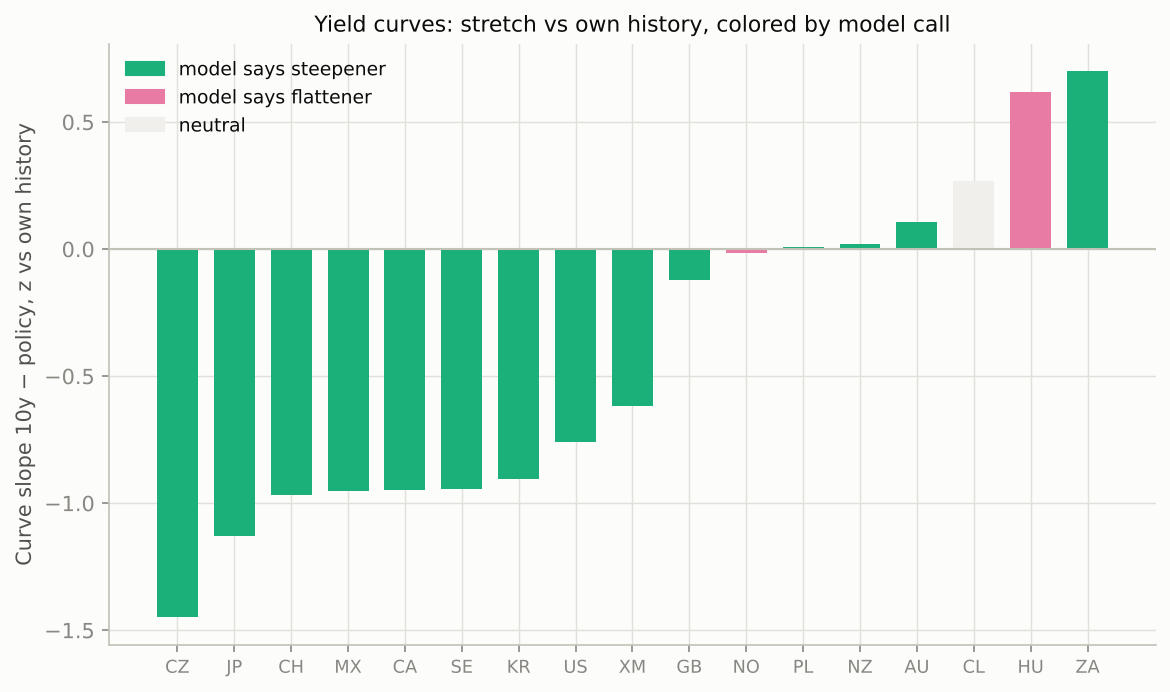 Yield curves: stretch vs own history, colored by model call
model says steepener
model says flattener
neutral
Curve slope 10y — policy, z vs own history
0.5
0.0
−0.5
−1.0
−1.5
CZ JP CH MX CA SE KR US XM GB NO PL NZ AU CL HU ZA